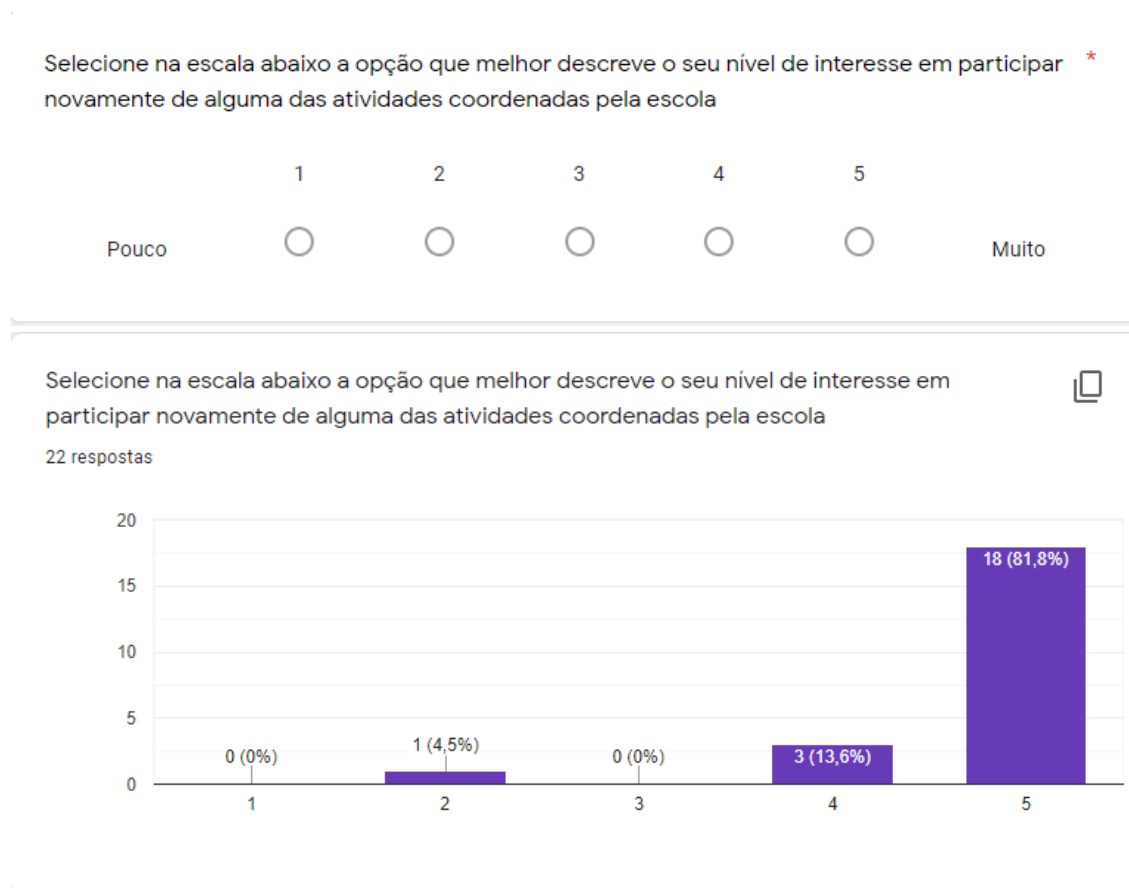 Selecione na escala abaixo a opção que melhor descreve o seu nível de interesse em participar *
novamente de alguma das atividades coordenadas pela escola
1 2 3 4 5
Pouco Muito
Selecione na escala abaixo a opção que melhor descreve o seu nível de interesse em
participar novamente de alguma das atividades coordenadas pela escola
22 respostas
20
15
10
5
0
0 (0%) 1 (4,5%) 0 (0%) 3 (13,6%) 18 (81,8%)
1 2 3 4 5